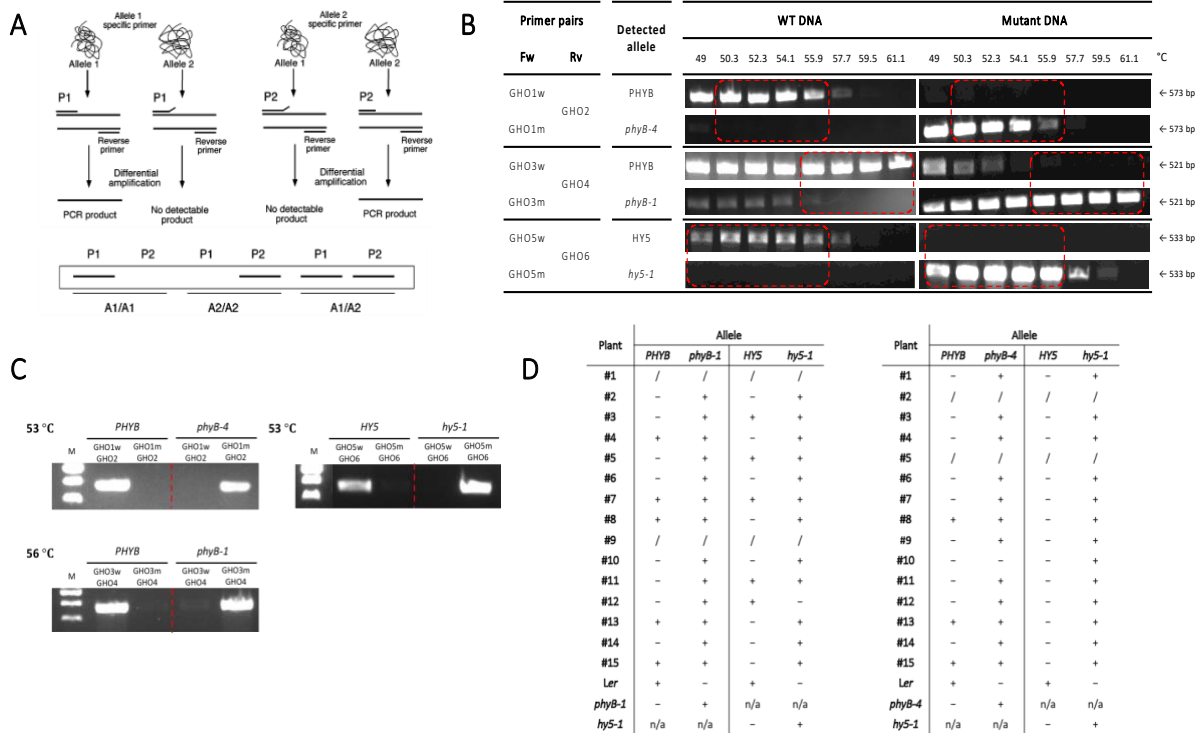 A
Allele 1
specific primer
Allele 2
specific primer
Allele 1
Allele 2
Allele 1
Allele 2
P1
P1
P2
P2
Reverse
primer
Reverse
primer
Reverse
primer
Reverse
primer
Differential
amplification
Differential
amplification
PCR product
No detectable
product
No detectable
product
PCR product
P1 P2 P1 P2 P1 P2
A1/A1 A2/A2 A1/A2
B
Primer pairs Detected allele WT DNA Mutant DNA
Fw Rv 49 50.3 52.3 54.1 55.9 57.7 59.5 61.1 49 50.3 52.3 54.1 55.9 57.7 59.5 61.1 °C
GHO1w PHYB ← 573 bp
GHO2
GHO1m phyB-4 ← 573 bp
GHO3w PHYB ← 521 bp
GHO4
GHO3m phyB-1 ← 521 bp
GHO5w HY5 ← 533 bp
GHO6
GHO5m hy5-1 ← 533 bp
C
53 °C PHYB phyB-4
M GHO1w GHO1m GHO1w GHO1m
GHO2 GHO2 GHO2 GHO2
53 °C HY5 hy5-1
M GHO5w GHO5m GHO5w GHO5m
GHO6 GHO6 GHO6 GHO6
56 °C PHYB phyB-1
M GHO3w GHO3m GHO3w GHO3m
GHO4 GHO4 GHO4 GHO4
D
Plant Allele
PHYB phyB-1 HY5 hy5-1
#1 / / / /
#2 – + – +
#3 – + + +
#4 + + – +
#5 – + + +
#6 – + – +
#7 + + + +
#8 + + – +
#9 / / / /
#10 – + – +
#11 – + + +
#12 – + + –
#13 + + – +
#14 – + – +
#15 + + – +
Ler + – + –
phyB-1 – + n/a n/a
hy5-1 n/a n/a – +
Plant Allele
PHYB phyB-4 HY5 hy5-1
#1 – + – +
#2 / / / /
#3 – + – +
#4 – + – +
#5 / / / /
#6 – + – +
#7 – + – +
#8 + + – +
#9 – + – +
#10 – – – +
#11 – + – +
#12 – + – +
#13 + + – +
#14 – + – +
#15 + + – +
Ler + – + –
phyB-4 – + n/a n/a
hy5-1 n/a n/a – +